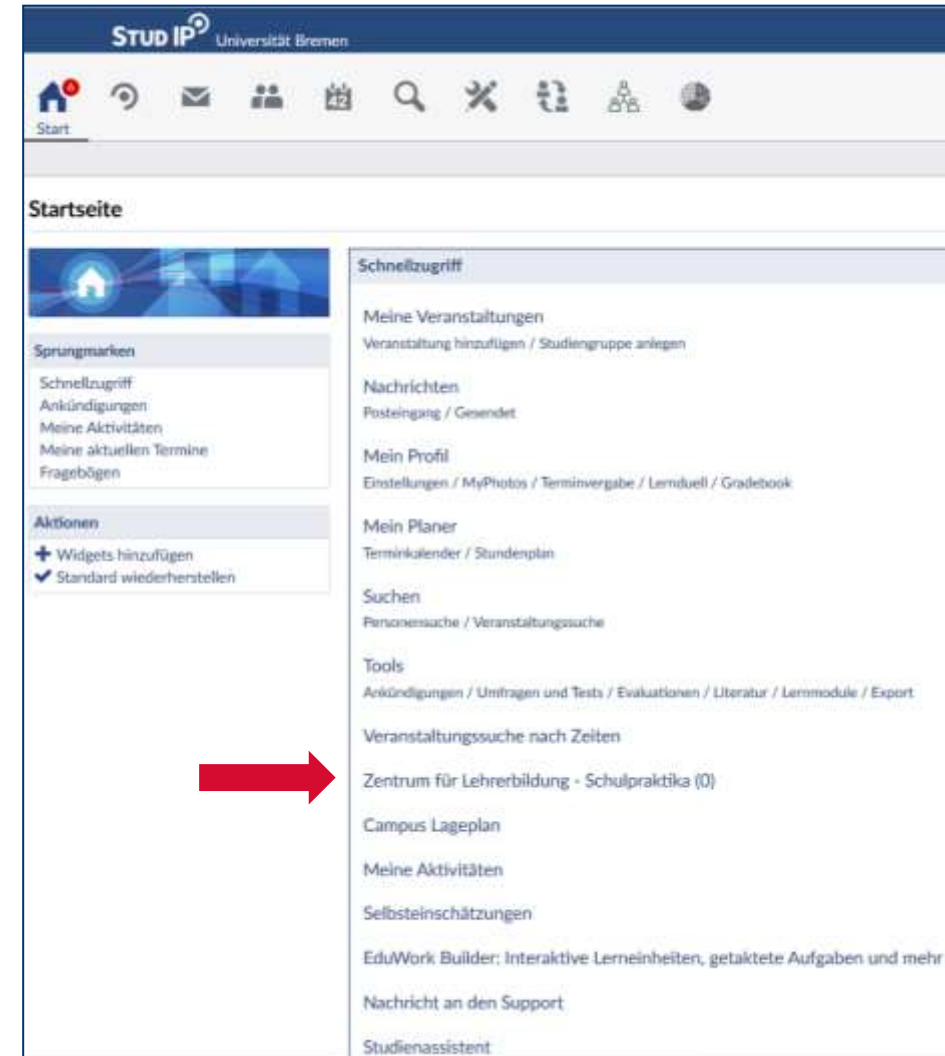 STUD IP Universität Bremen
42
Start
Startseite
Sprungmarken
Schnellzugriff
Ankündigungen
Meine Aktivitäten
Meine aktuellen Termine
Fragebögen
Aktionen
Widgets hinzufügen
Standard wiederherstellen
Schnellzugriff
Meine Veranstaltungen
Veranstaltung hinzufügen / Studiengruppe anlegen
Nachrichten
Posteingang / Gesendet
Mein Profil
Einstellungen / MyPhotos / Terminvergabe / Lernduell / Gradebook
Mein Planer
Terminkalender / Stundenplan
Suchen
Personensuche / Veranstaltungssuche
Tools
Ankündigungen / Umfragen und Tests / Evaluationen / Literatur / Lernmodule / Export
Veranstaltungssuche nach Zeiten
Zentrum für Lehrerbildung - Schulpraktika (0)
Campus Lageplan
Meine Aktivitäten
Selbsteinschätzungen
EduWork Builder: Interaktive Lerneinheiten, getaktete Aufgaben und mehr
Nachricht an den Support
Studienassistent